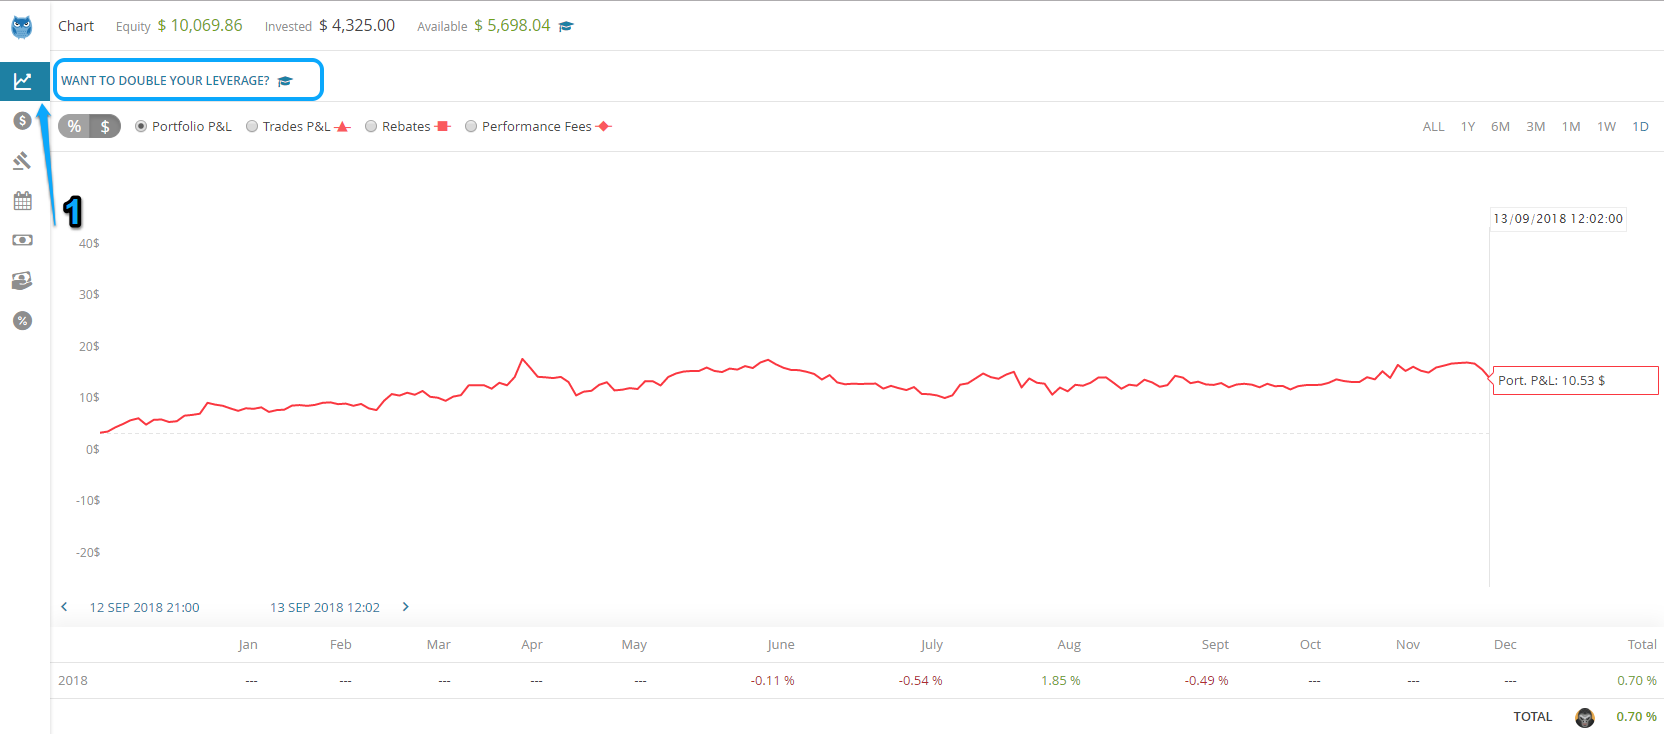 Chart Equity $ 10,069.86 Invested $ 4,325.00 Available $ 5,698.04
WANT TO DOUBLE YOUR LEVERAGE?
% $ Portfolio P&L Trades P&L Rebates Performance Fees ALL 1Y 6M 3M 1M 1W 1D
1
13/09/2018 12:02:00
40$
30$
20$
Port. P&L: 10.53 $
10$
0$
-10$
-20$
12 SEP 2018 21:00 13 SEP 2018 12:02
Jan Feb Mar Apr May June July Aug Sept Oct Nov Dec Total
2018 --- --- --- --- --- -0.11 % -0.54 % 1.85 % -0.49 % --- --- --- 0.70 %
TOTAL 0.70 %